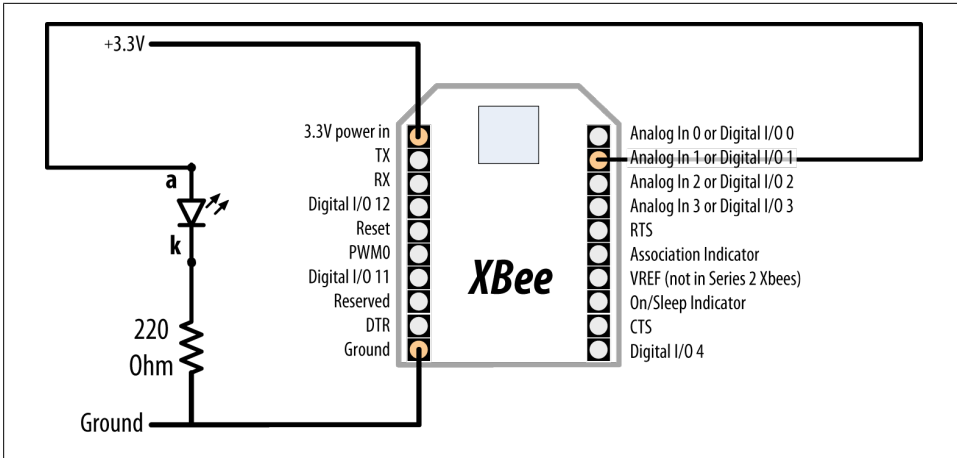 +3.3V
3.3V power in
TX
RX
Digital I/O 12
Reset
PWM0
Digital I/O 11
Reserved
DTR
Ground
XBee
Analog In 0 or Digital I/O 0
Analog In 1 or Digital I/O 1
Analog In 2 or Digital I/O 2
Analog In 3 or Digital I/O 3
RTS
Association Indicator
VREF (not in Series 2 Xbees)
On/Sleep Indicator
CTS
Digital I/O 4
a
k
220
Ohm
Ground